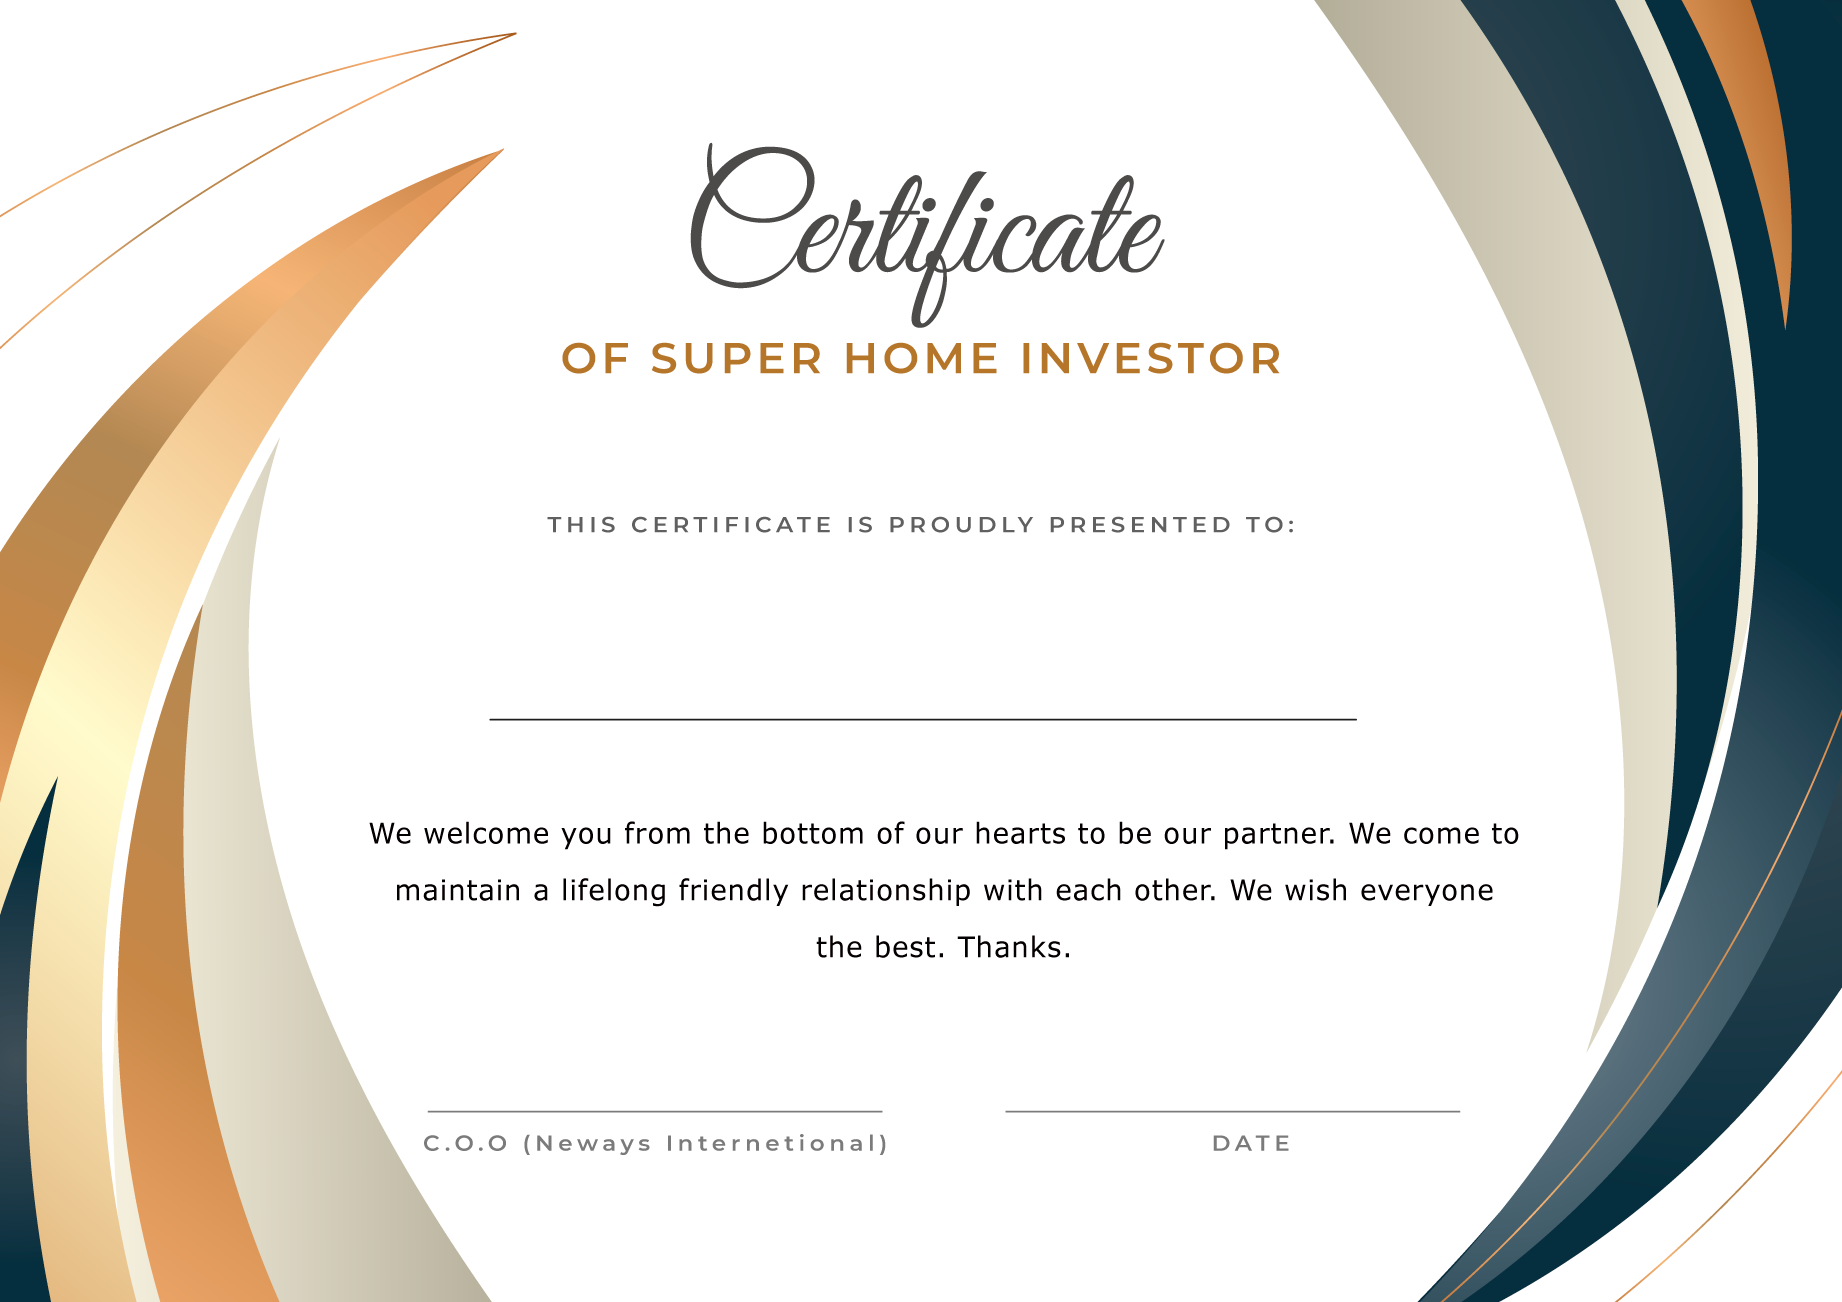 Certificate
OF SUPER HOME INVESTOR
THIS CERTIFICATE IS PROUDLY PRESENTED TO:
We welcome you from the bottom of our hearts to be our partner. We come to
maintain a lifelong friendly relationship with each other. We wish everyone
the best. Thanks.
C.O.O (Neways Internetional)
DATE